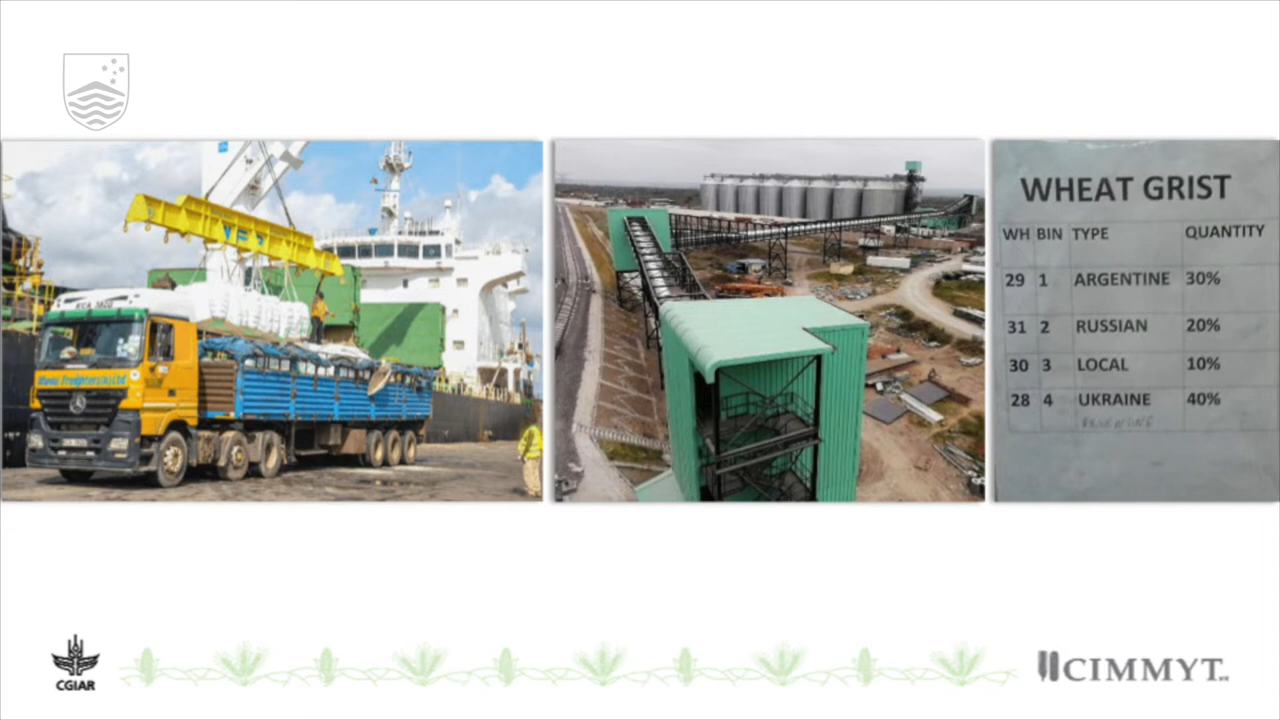 WHEAT GRIST
WH BIN TYPE QUANTITY
29 1 ARGENTINE 30%
31 2 RUSSIAN 20%
30 3 LOCAL 10%
28 4 UKRAINE 40%
CGIAR
CIMMYT